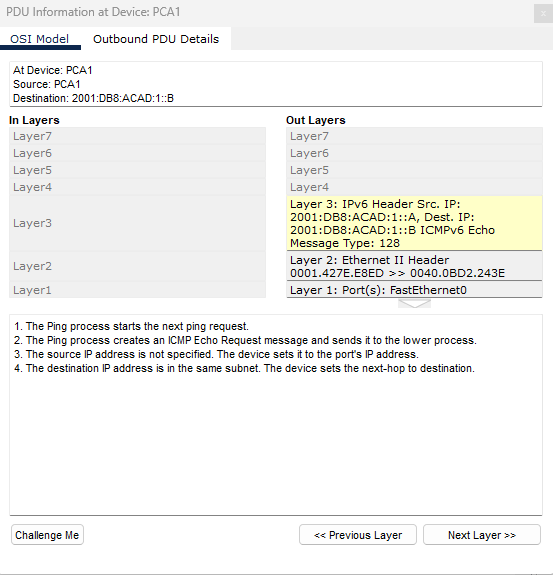 PDU Information at Device: PCA1
x
OSI Model Outbound PDU Details
At Device: PCA1
Source: PCA1
Destination: 2001:DB8:ACAD:1::B
In Layers
Layer7
Layer6
Layer5
Layer4
Layer3
Layer2
Layer1
Out Layers
Layer7
Layer6
Layer5
Layer4
Layer 3: IPv6 Header Src. IP:
2001:DB8:ACAD:1::A, Dest. IP:
2001:DB8:ACAD:1::B ICMPv6 Echo
Message Type: 128
Layer 2: Ethernet II Header
0001.427E.E8ED >> 0040.0BD2.243E
Layer 1: Port(s): FastEthernet0
1. The Ping process starts the next ping request.
2. The Ping process creates an ICMP Echo Request message and sends it to the lower process.
3. The source IP address is not specified. The device sets it to the port's IP address.
4. The destination IP address is in the same subnet. The device sets the next-hop to destination.
Challenge Me
<< Previous Layer
Next Layer >>